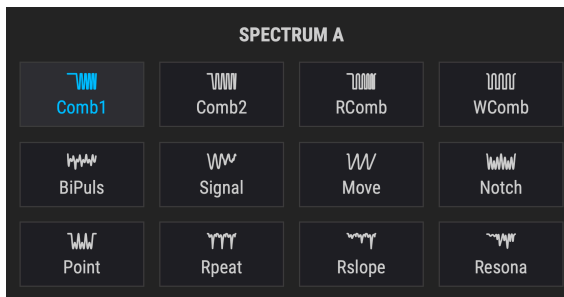 SPECTRUM A
Comb1 Comb2 RComb WComb
BiPuls Signal Move Notch
Point Rpeat Rslope Resona